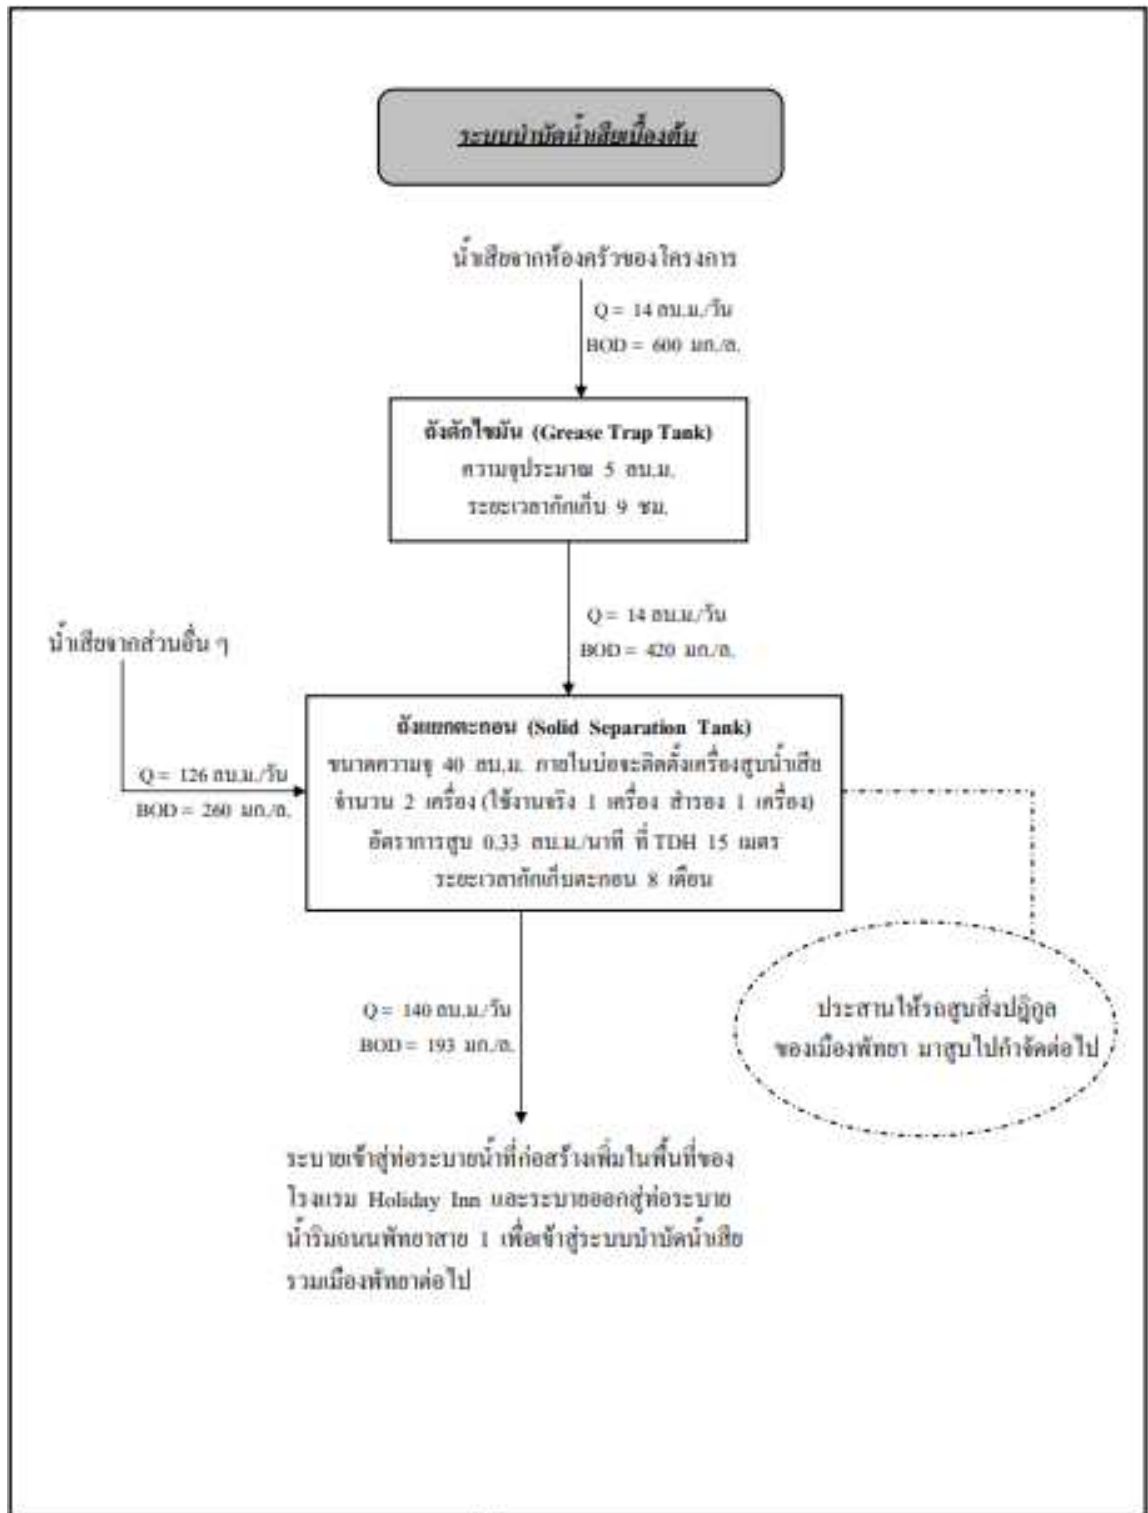 ระบบบำบัดน้ำเสียเบื้องต้น
น้ำเสียจากห้องครัวของโครงการ
Q = 14 ลบ.ม./วัน
BOD = 600 มก./ล.
ถังดักไขมัน (Grease Trap Tank)
ความจุประมาณ 5 ลบ.ม.
ระยะเวลากักเก็บ 9 ชม.
Q = 14 ลบ.ม./วัน
BOD = 420 มก./ล.
น้ำเสียจากส่วนอื่น ๆ
Q = 126 ลบ.ม./วัน
BOD = 260 มก./ล.
ถังแยกตะกอน (Solid Separation Tank)
ขนาดความจุ 40 ลบ.ม. ภายในบ่อจะติดตั้งเครื่องสูบน้ำเสีย
จำนวน 2 เครื่อง (ใช้งานจริง 1 เครื่อง สำรอง 1 เครื่อง)
อัตราการสูบ 0.33 ลบ.ม./นาที ที่ TDH 15 เมตร
ระยะเวลากักเก็บตะกอน 8 เดือน
Q = 140 ลบ.ม./วัน
BOD = 193 มก./ล.
ประสานให้รถสูบสิ่งปฏิกูล
ของเมืองพัทยา มาสูบไปกำจัดต่อไป
ระบายเข้าสู่ท่อระบายน้ำที่ก่อสร้างเพิ่มในพื้นที่ของ
โรงแรม Holiday Inn และระบายออกสู่ท่อระบาย
น้ำริมถนนพัทยาสาย 1 เพื่อเข้าสู่ระบบบำบัดน้ำเสีย
รวมเมืองพัทยาต่อไป